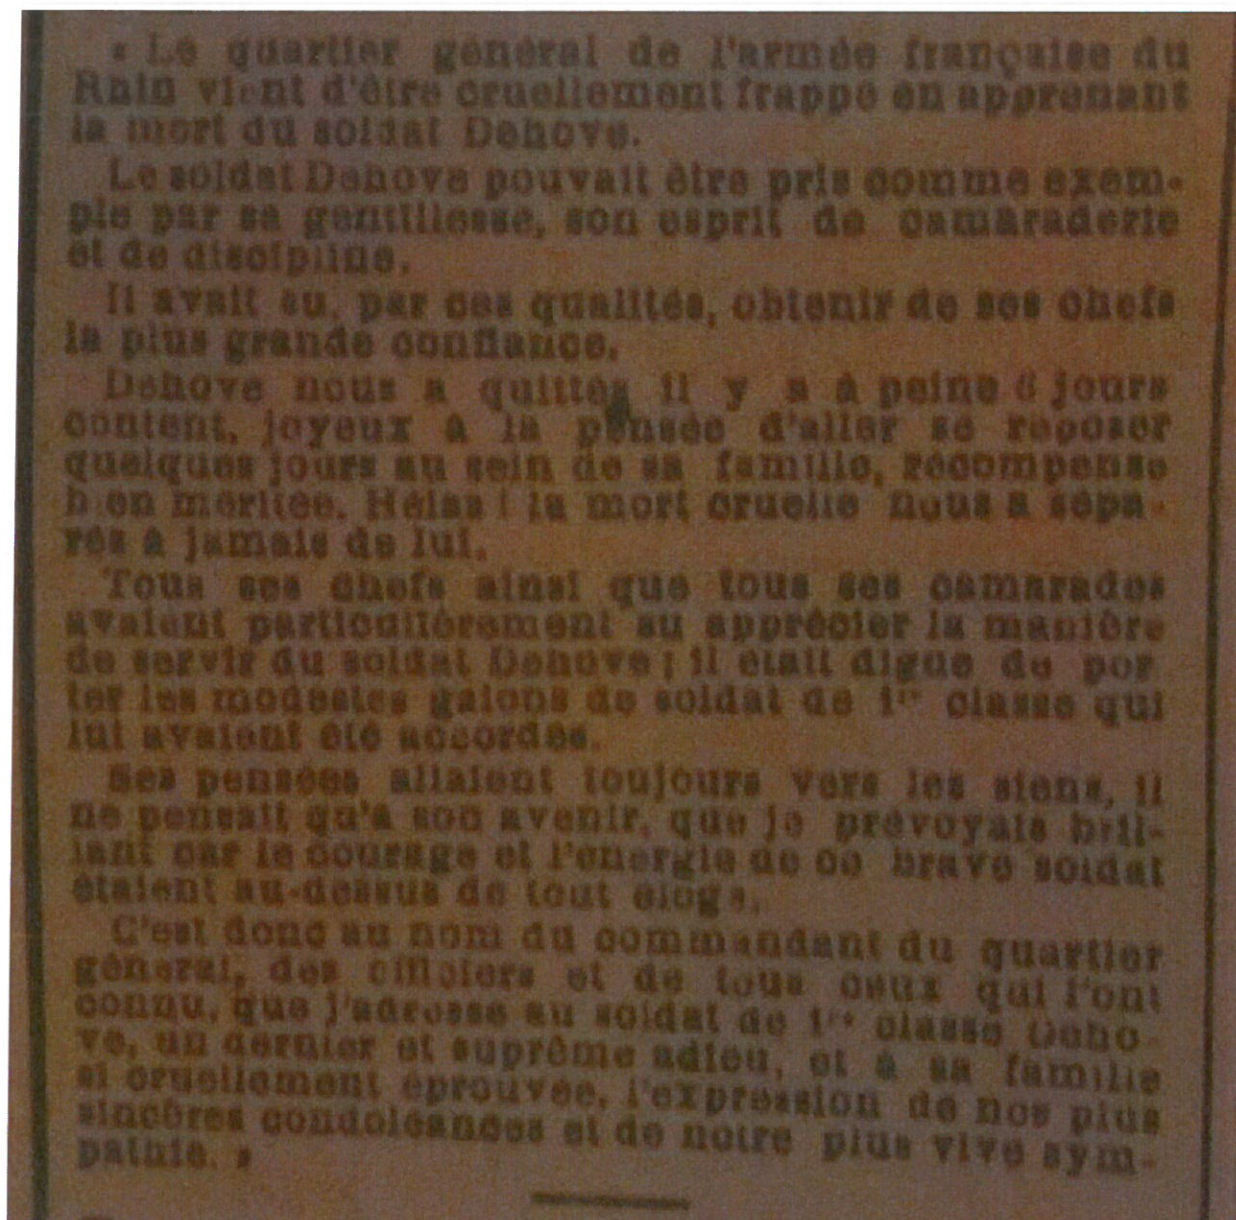 « Le quartier général de l'armée française du
Rhin vient d'être cruellement frappé en apprenant
la mort du soldat Dehove.
Le soldat Dehove pouvait être pris comme exem-
ple par sa gentillesse, son esprit de camaraderie
et de discipline.
Il avait su, par ces qualités, obtenir de ses chefs
la plus grande confiance.
Dehove nous a quittés il y a à peine 8 jours
content, joyeux à la pensée d'aller se reposer
quelques jours au sein de sa famille, récompense
bien méritée. Hélas ! la mort cruelle nous a sépa-
rés à jamais de lui.
Tous ses chefs ainsi que tous ses camarades
avaient particulièrement su apprécier la manière
de servir du soldat Dehove ; il était digne de por
ter les modestes galons de soldat de 1re classe qui
lui avaient été accordés.
Ses pensées allaient toujours vers les siens, il
ne pensait qu'à son avenir, que je prévoyais bril-
lant car le courage et l'énergie de ce brave soldat
étaient au-dessus de tout éloge.
C'est donc au nom du commandant du quartier
général, des officiers et de tous ceux qui l'ont
connu, que j'adresse au soldat de 1re classe Deho-
ve, un dernier et suprême adieu, et à sa famille
si cruellement éprouvée, l'expression de nos plus
sincères condoléances et de notre plus vive sym-
pathie. »